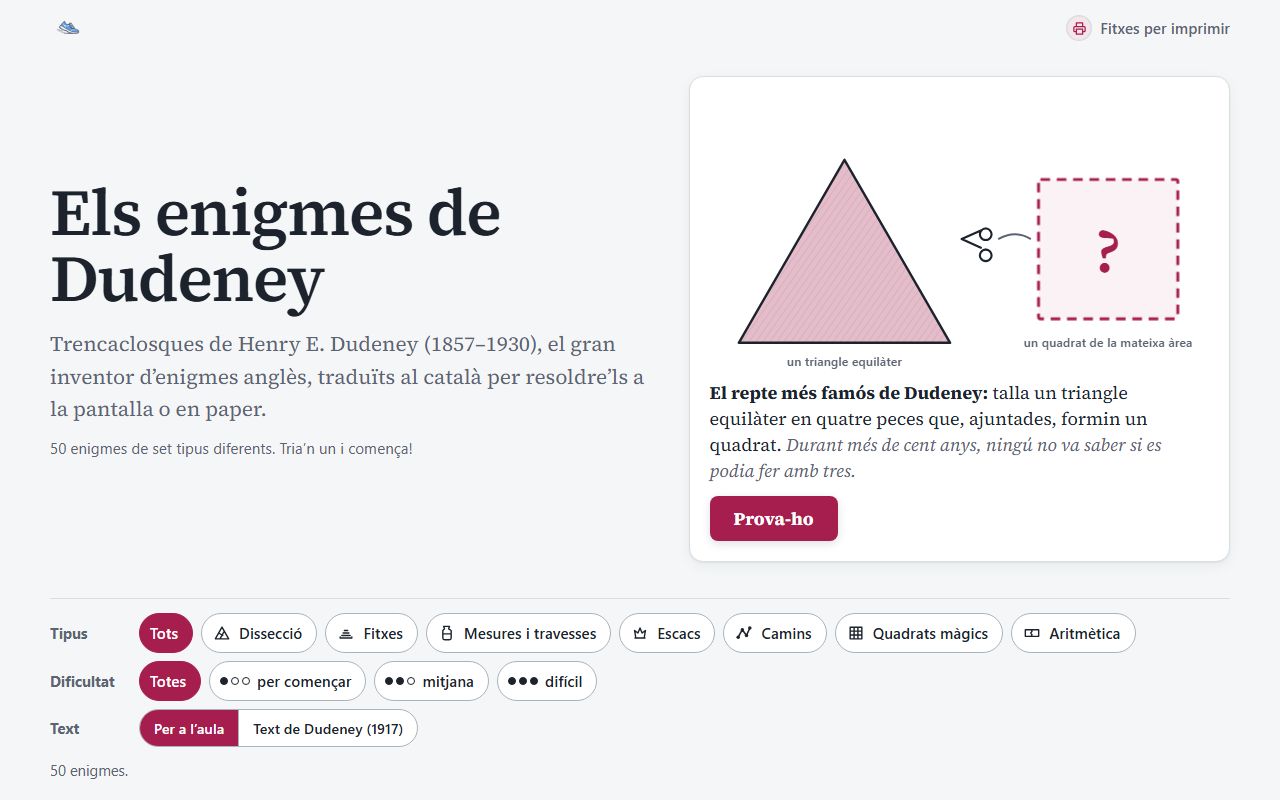 Fitxes per imprimir
Els enigmes de
Dudeney
Trencaclosques de Henry E. Dudeney (1857–1930), el gran
inventor d’enigmes anglès, traduïts al català per resoldre’ls a
la pantalla o en paper.
50 enigmes de set tipus diferents. Tria’n un i comença!
?
un triangle equilàter
un quadrat de la mateixa àrea
El repte més famós de Dudeney: talla un triangle
equilàter en quatre peces que, ajuntades, formin un
quadrat. Durant més de cent anys, ningú no va saber si es
podia fer amb tres.
Prova-ho
Tipus Tots Dissecció Fitxes Mesures i travesses Escacs Camins Quadrats màgics Aritmètica
Dificultat Totes per començar mitjana difícil
Text Per a l’aula Text de Dudeney (1917)
50 enigmes.